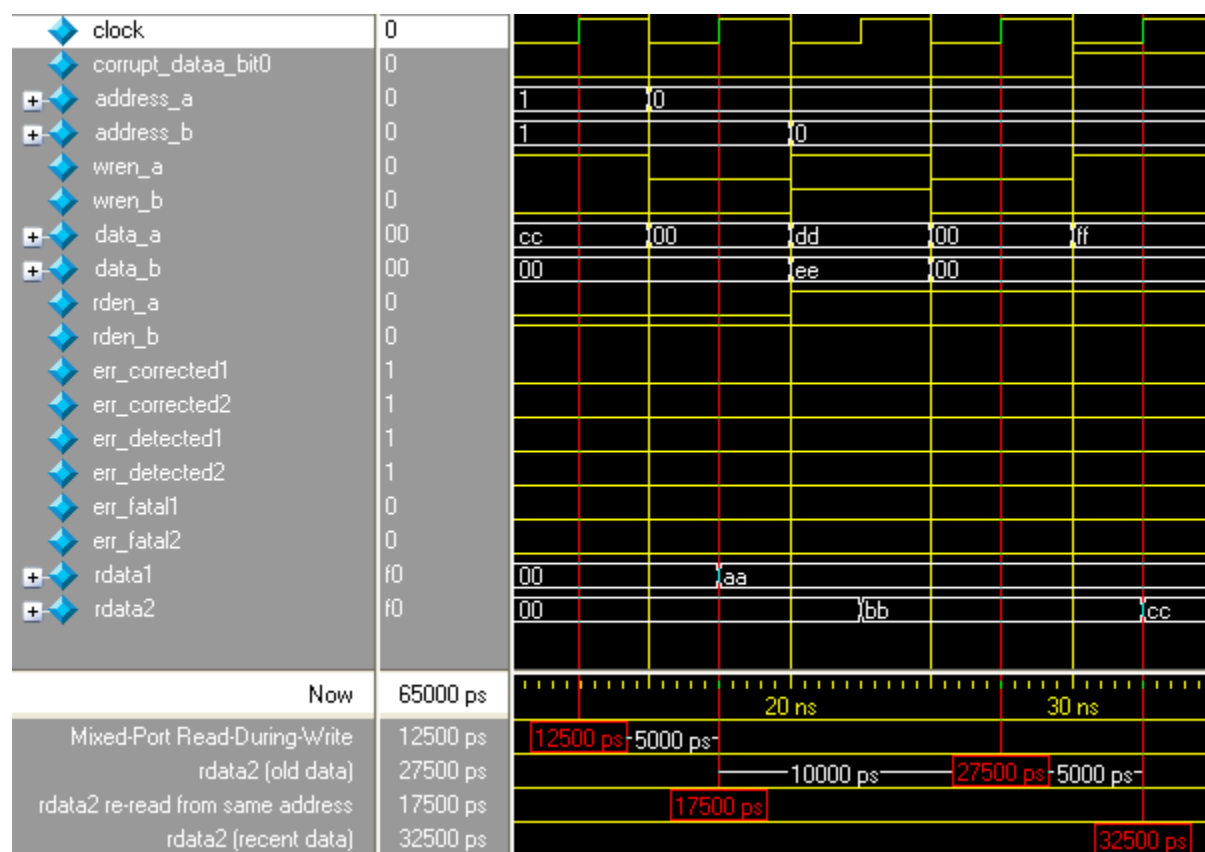 clock 0
corrupt_dataa_bit0 0
address_a 0 1 0
address_b 0 1 0
wren_a 0
wren_b 0
data_a 00 cc 00 dd 00 ff
data_b 00 00 ee 00
rden_a 0
rden_b 0
err_corrected1 1
err_corrected2 1
err_detected1 1
err_detected2 1
err_fatal1 0
err_fatal2 0
rdata1 f0 00 aa
rdata2 f0 00 bb cc
Now 65000 ps 20 ns 30 ns
Mixed-Port Read-During-Write 12500 ps 12500 ps 5000 ps
rdata2 (old data) 27500 ps 10000 ps 27500 ps 5000 ps
rdata2 re-read from same address 17500 ps 17500 ps
rdata2 (recent data) 32500 ps 32500 ps